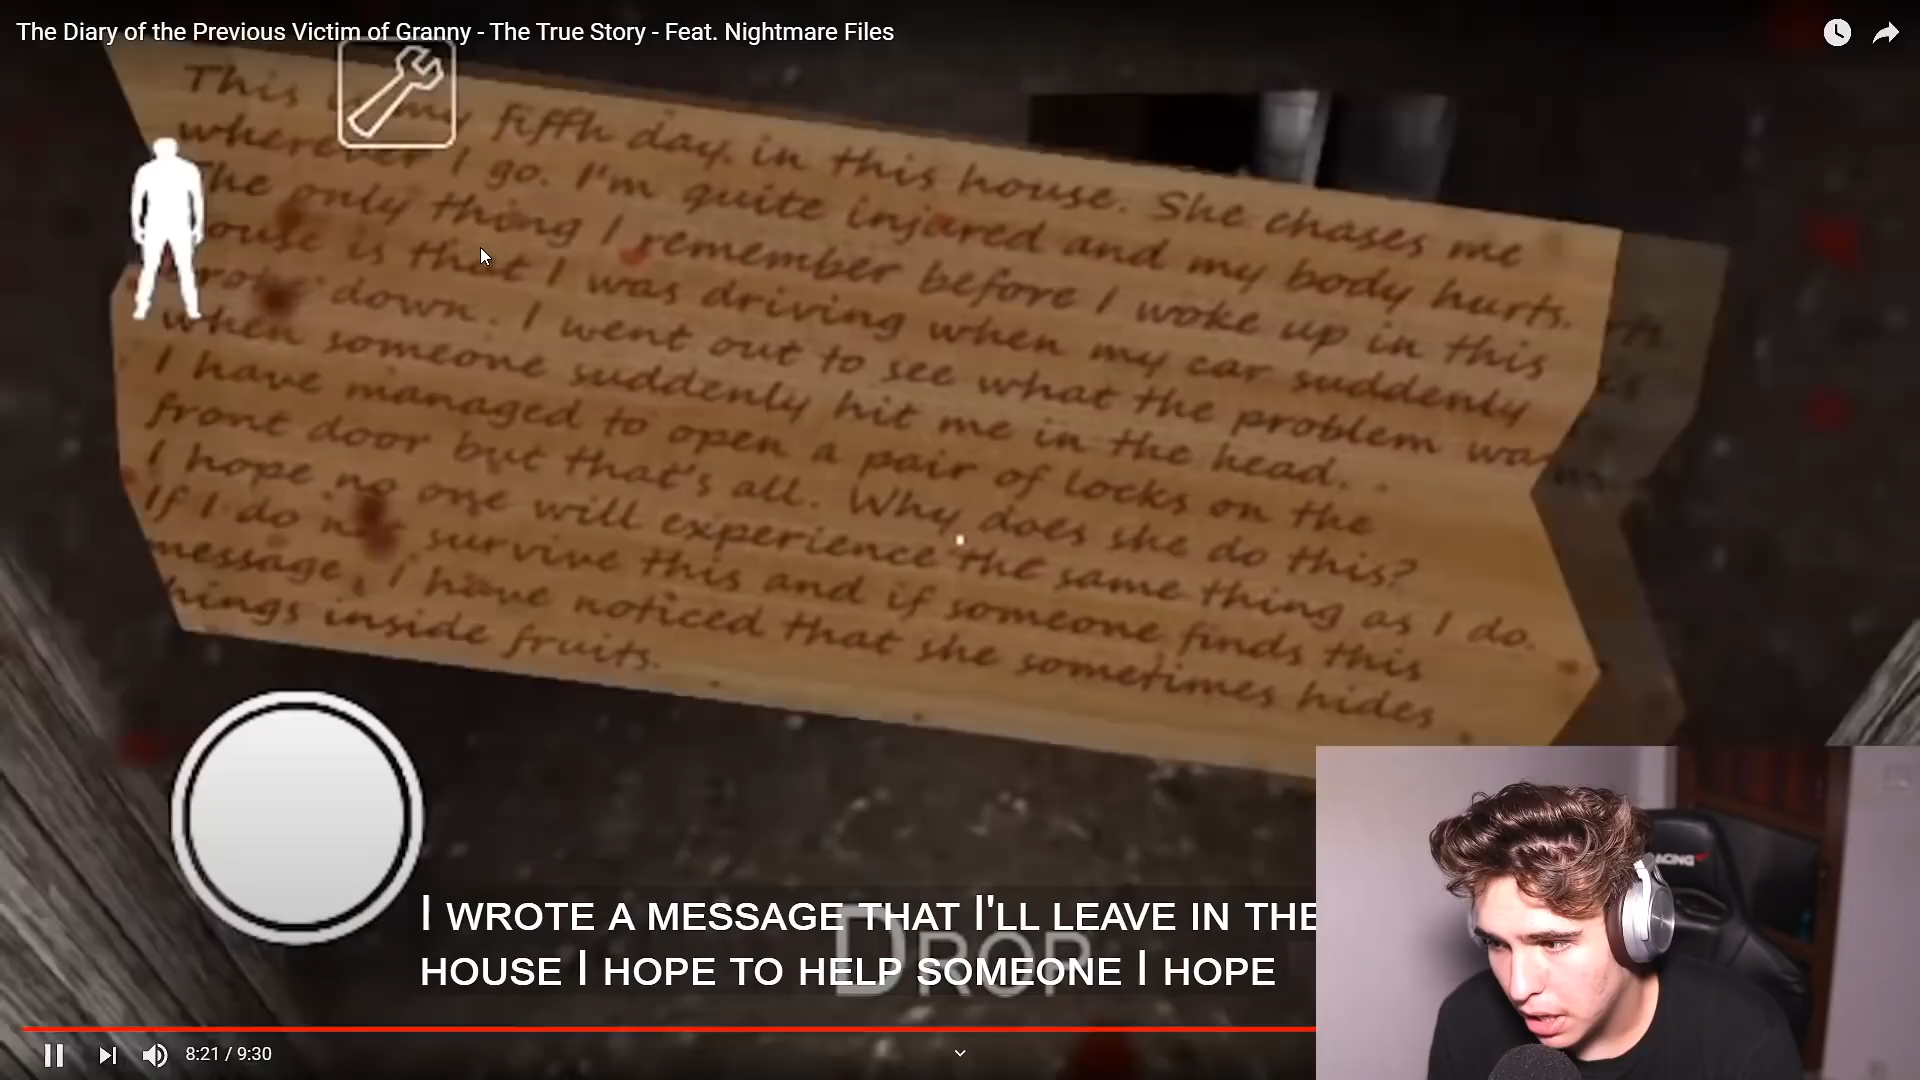 The Diary of the Previous Victim of Granny - The True Story - Feat. Nightmare Files
This is my fiffh day. in this house. She chases me
wherever I go. I'm quite injured and my body hurts.
The only thing I remember before I woke up in this
house is that I was driving when my car suddenly
broke down. I went out to see what the problem was
when someone suddenly hit me in the head.
I have managed to open a pair of locks on the
front door but that's all. Why does she do this?
I hope no one will experience the same thing as I do.
If I do not survive this and if someone finds this
message, i have noticed that she sometimes hides
things inside fruits.
DROP
I WROTE A MESSAGE THAT I'LL LEAVE IN THE
HOUSE I HOPE TO HELP SOMEONE I HOPE
8:21 / 9:30